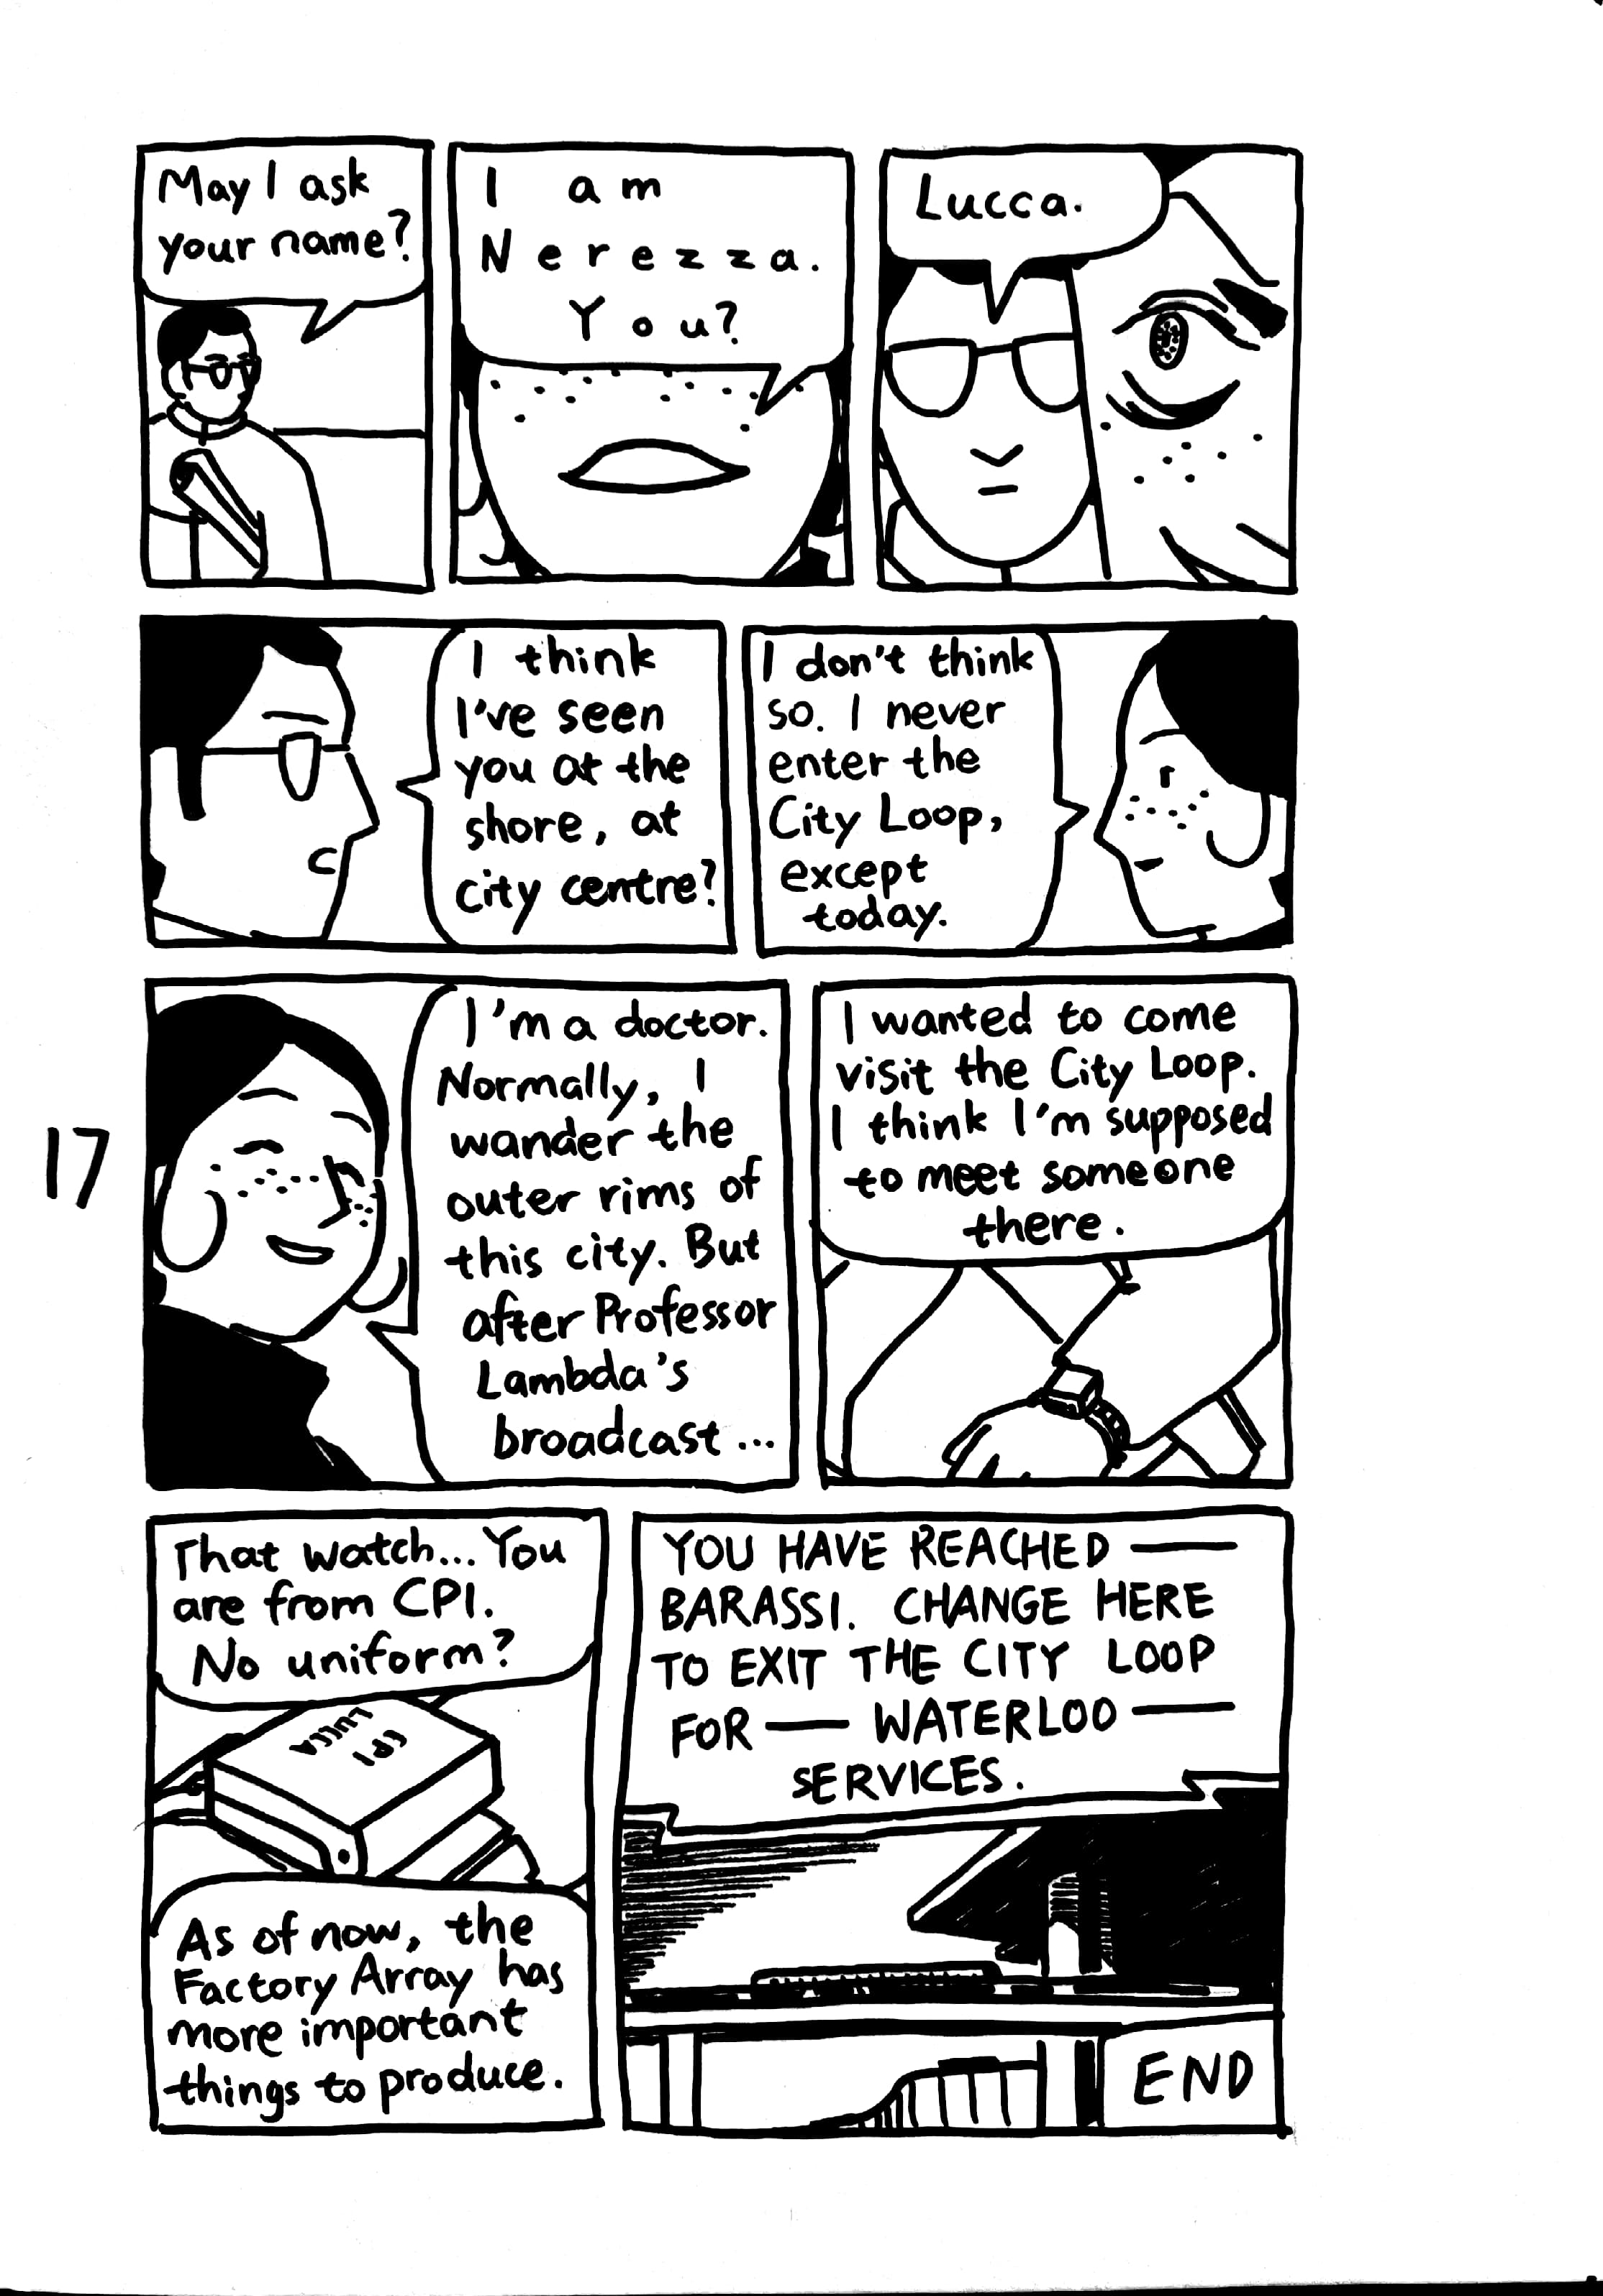 May I ask
your name?
I am
Nerezza.
You?
Lucca.
I think
I've seen
you at the
shore, at
city centre?
I don't think
so. I never
enter the
City Loop,
except
today.
I'm a doctor.
Normally, I
wander the
outer rims of
this city. But
after Professor
Lambda's
broadcast...
I wanted to come
visit the City Loop.
I think I'm supposed
to meet someone
there.
17
That watch... You
are from CPI.
No uniform?
LUCCA
CPI
As of now, the
Factory Array has
more important
things to produce.
YOU HAVE REACHED —
BARASSI. CHANGE HERE
TO EXIT THE CITY LOOP
FOR — WATERLOO —
SERVICES.
END